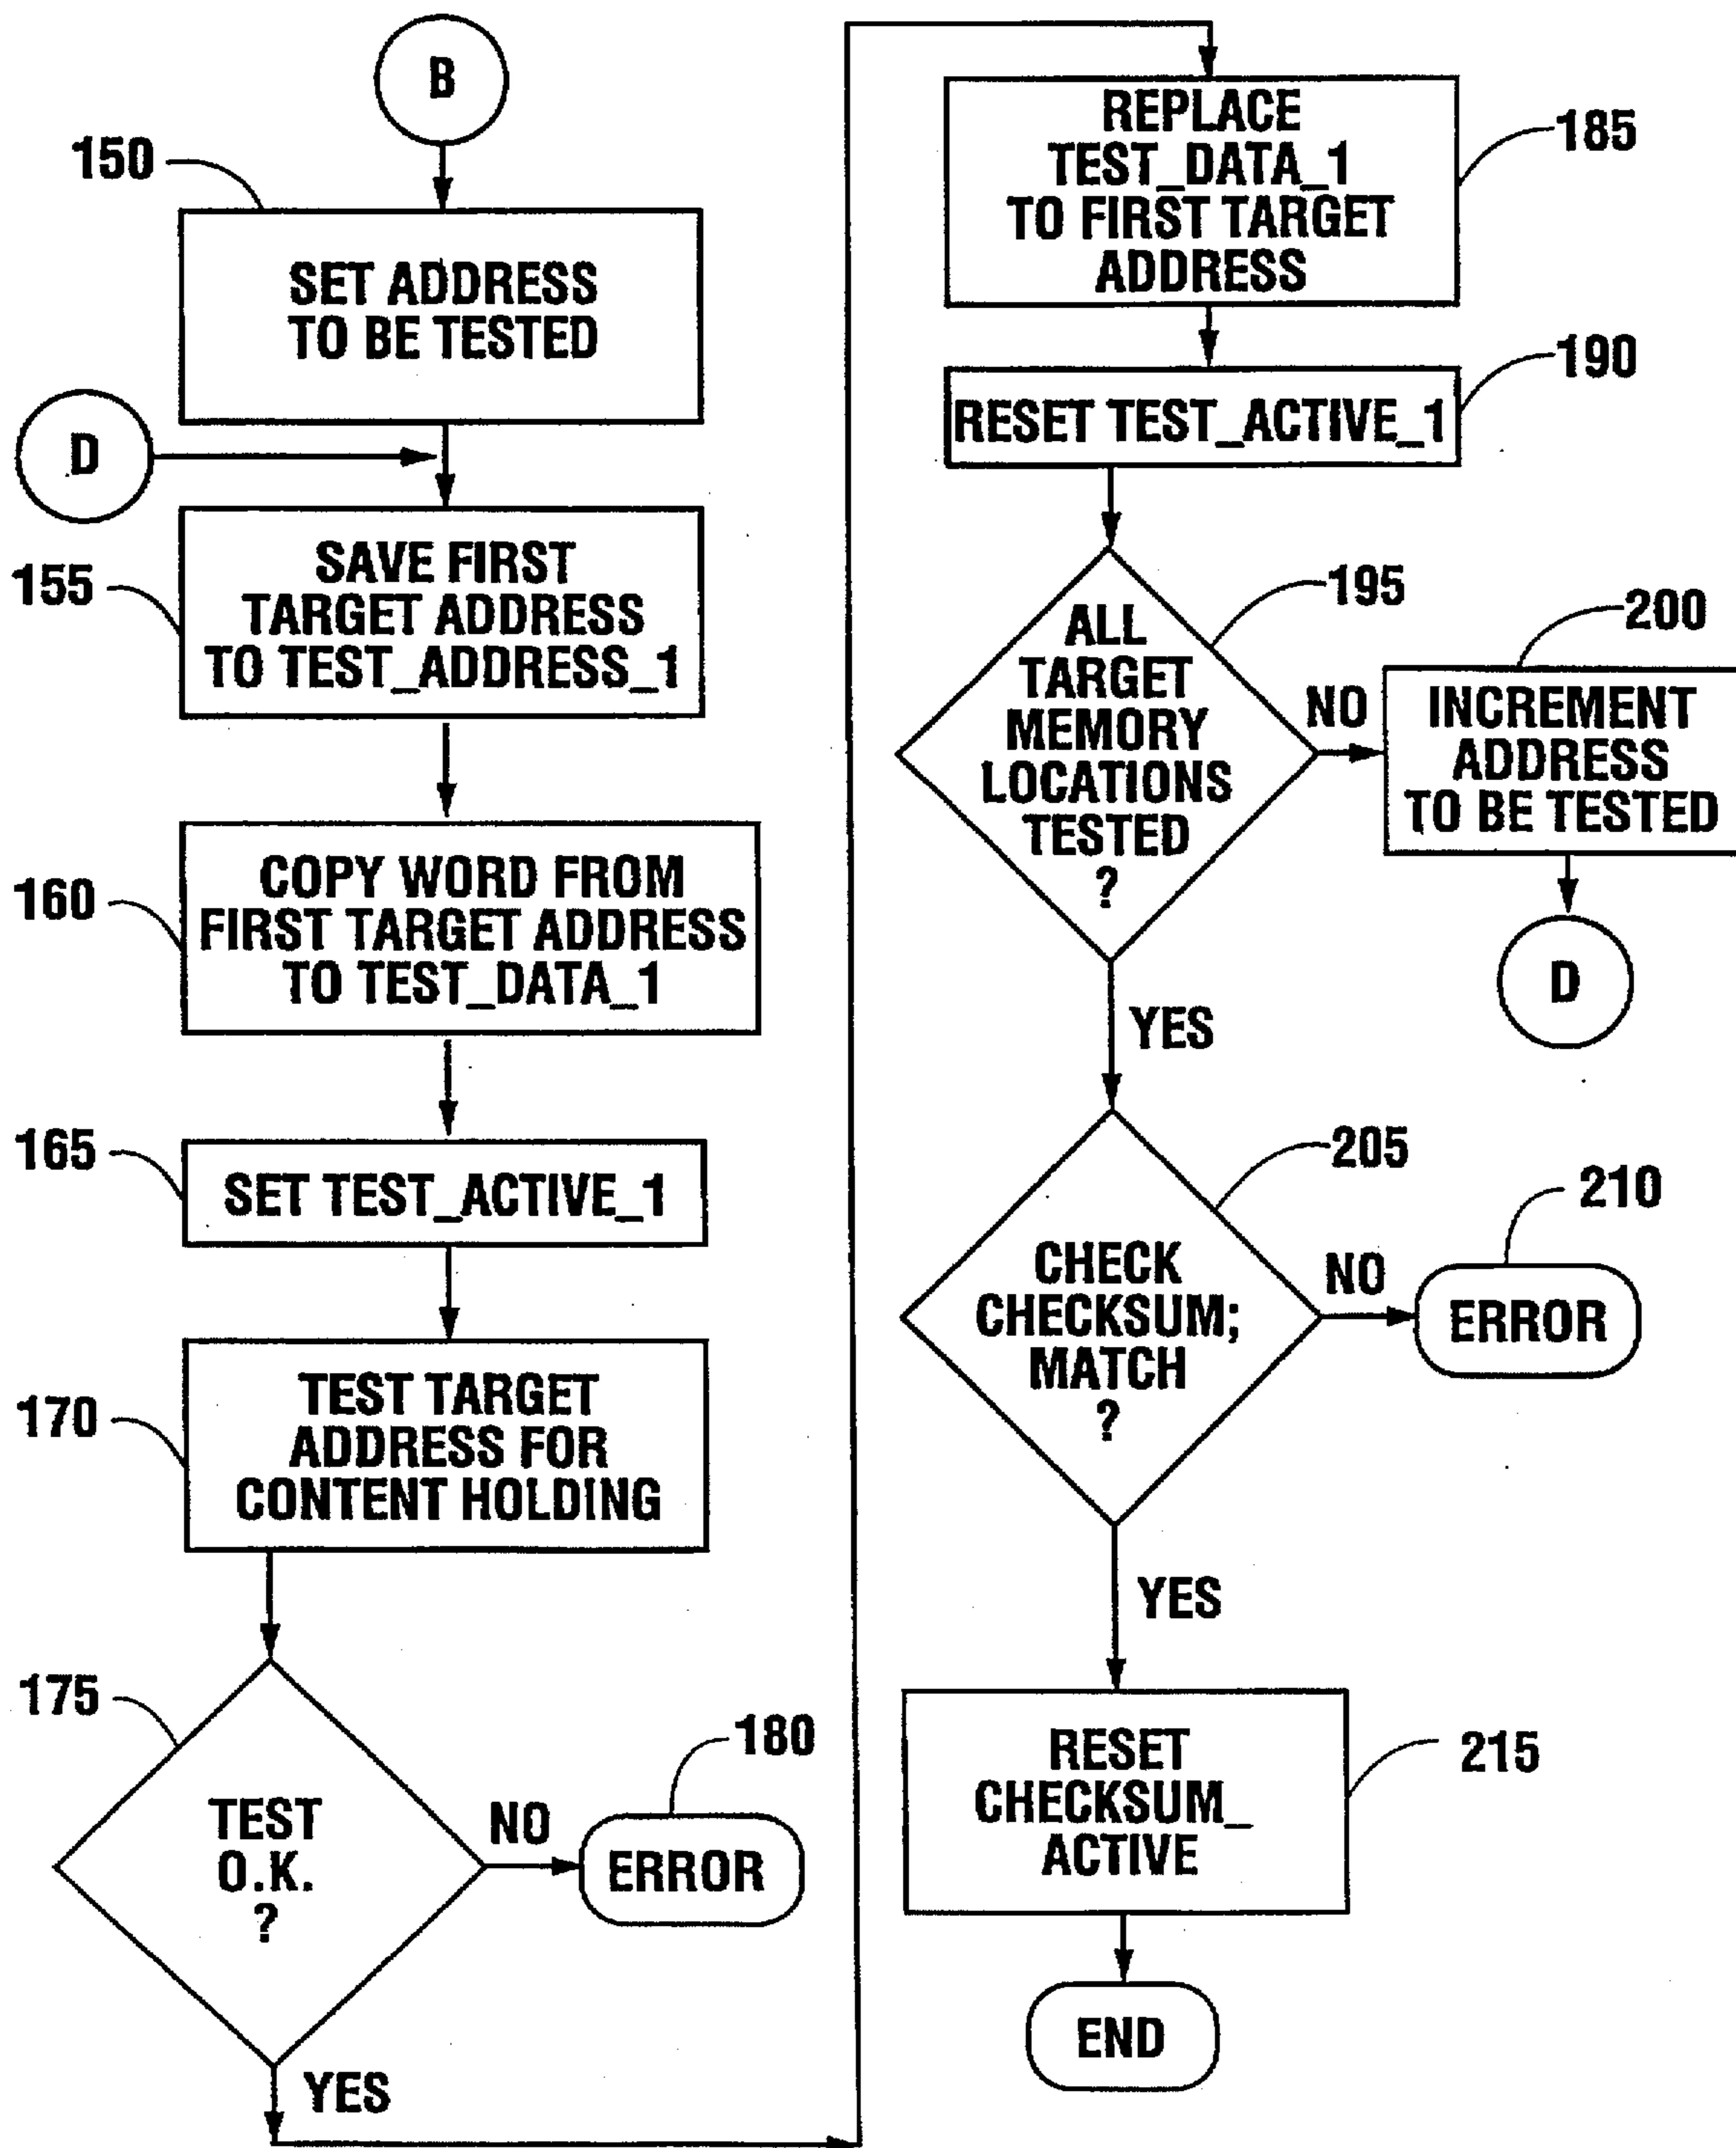 B
150
SET ADDRESS
TO BE TESTED
D
155
SAVE FIRST
TARGET ADDRESS
TO TEST_ADDRESS_1
160
COPY WORD FROM
FIRST TARGET ADDRESS
TO TEST_DATA_1
165
SET TEST_ACTIVE_1
170
TEST TARGET
ADDRESS FOR
CONTENT HOLDING
175
TEST
O.K.
?
NO
180
ERROR
YES
REPLACE
TEST_DATA_1
TO FIRST TARGET
ADDRESS
185
190
RESET TEST_ACTIVE_1
195
ALL
TARGET
MEMORY
LOCATIONS
TESTED
?
NO
200
INCREMENT
ADDRESS
TO BE TESTED
D
YES
205
CHECK
CHECKSUM;
MATCH
?
NO
210
ERROR
YES
RESET
CHECKSUM_
ACTIVE
215
END